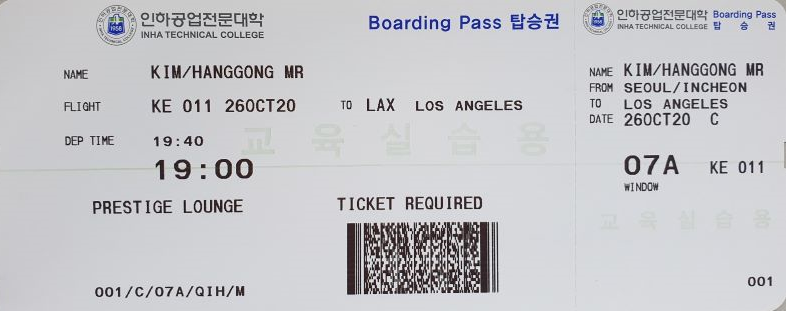 인하공업전문대학
INHA TECHNICAL COLLEGE
Boarding Pass 탑승권
NAME KIM/HANGGONG MR
FLIGHT KE 011 26OCT20 TO LAX LOS ANGELES
DEP TIME 19:40
교육실습용
19:00
PRESTIGE LOUNGE TICKET REQUIRED
001/C/07A/QIH/M
인하공업전문대학 Boarding Pass
INHA TECHNICAL COLLEGE 탑 승 권
NAME KIM/HANGGONG MR
FROM SEOUL/INCHEON
TO LOS ANGELES
DATE 26OCT20 C
07A KE 011
WINDOW
교육실습용
001